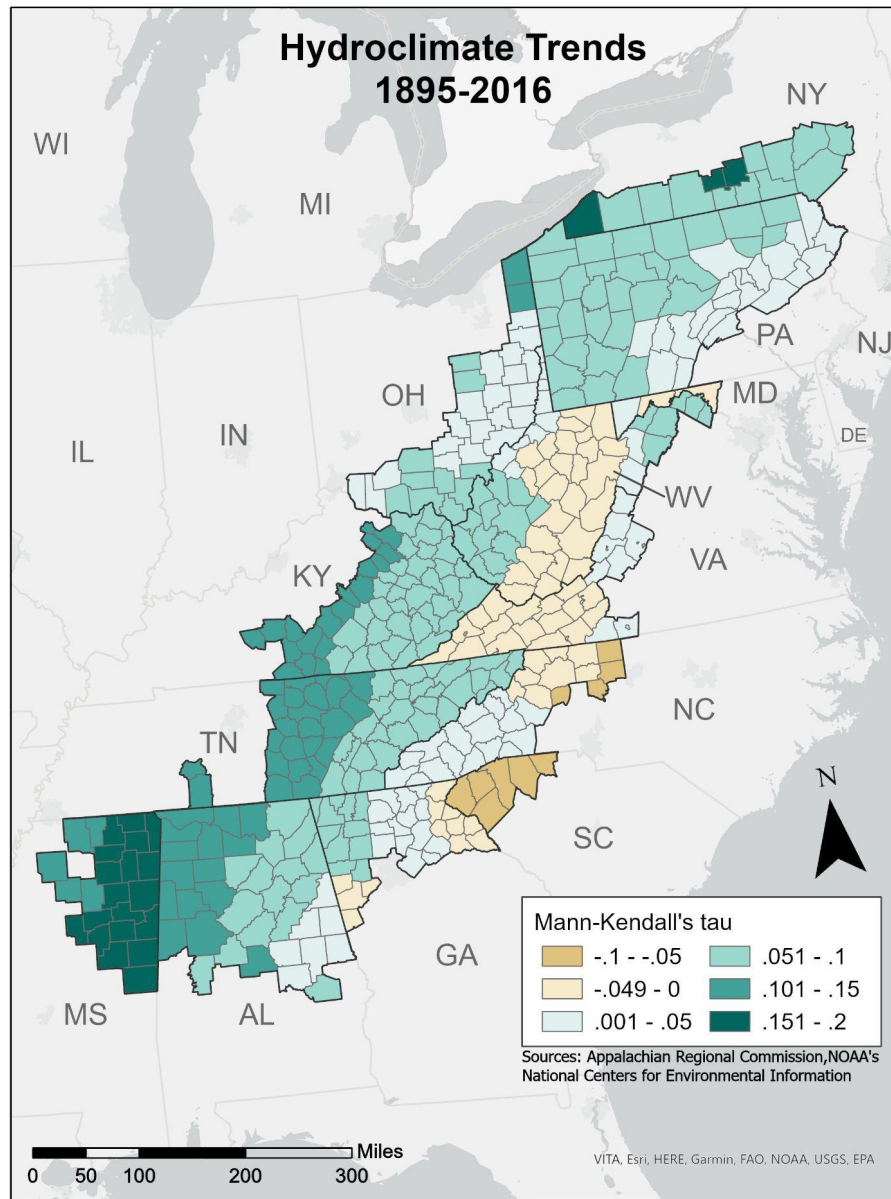 Hydroclimate Trends
1895-2016
NY
WI
MI
PA
NJ
OH
MD
IL
IN
DE
WV
KY
VA
NC
TN
N
SC
GA
MS
AL
Mann-Kendall's tau
-.1 - -.05
.051 - .1
-.049 - 0
.101 - .15
.001 - .05
.151 - .2
Sources: Appalachian Regional Commission,NOAA's
National Centers for Environmental Information
Miles
0 50 100 200 300
VITA, Esri, HERE, Garmin, FAO, NOAA, USGS, EPA